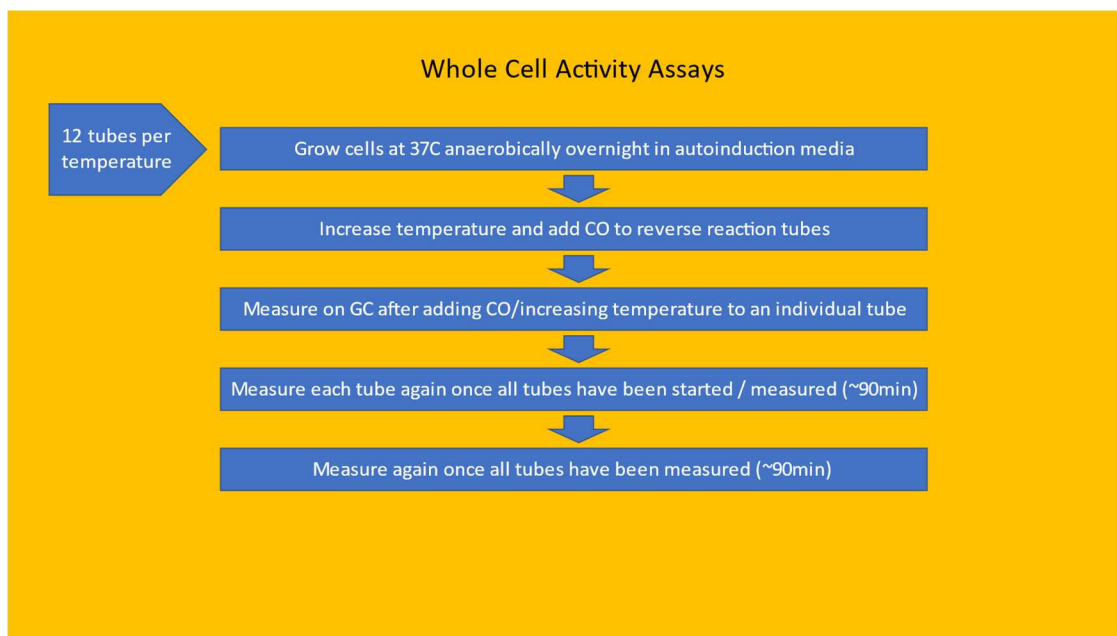 Whole Cell Activity Assays
12 tubes per
temperature
Grow cells at 37C anaerobically overnight in autoinduction media
Increase temperature and add CO to reverse reaction tubes
Measure on GC after adding CO/increasing temperature to an individual tube
Measure each tube again once all tubes have been started / measured (~90min)
Measure again once all tubes have been measured (~90min)